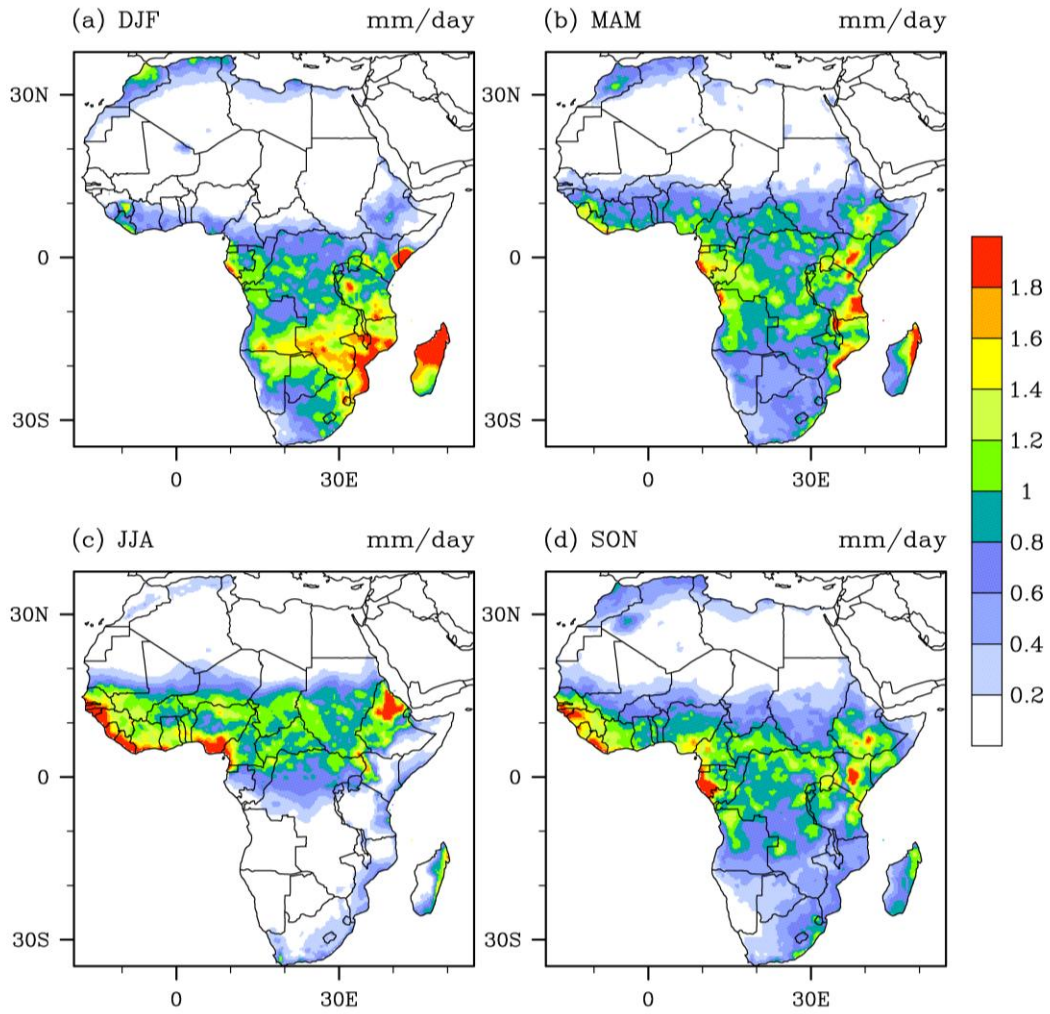 (a) DJF mm/day (b) MAM mm/day
30N 30N
0 0
30S 30S
0 30E 0 30E
1.8
1.6
1.4
1.2
1
0.8
0.6
0.4
0.2
(c) JJA mm/day (d) SON mm/day
30N 30N
0 0
30S 30S
0 30E 0 30E